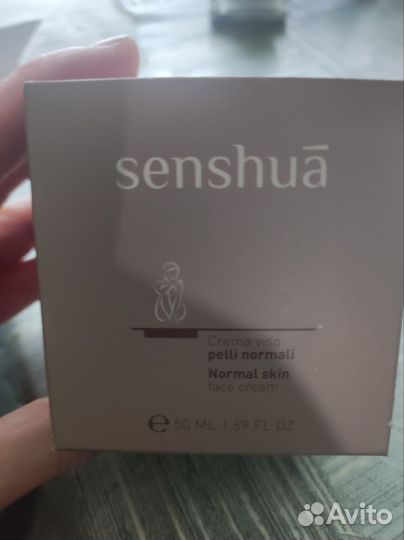 senshuā
Crema viso
pelli normali
Normal skin
face cream
℮ 50 ML 1,69 FL OZ
Avito